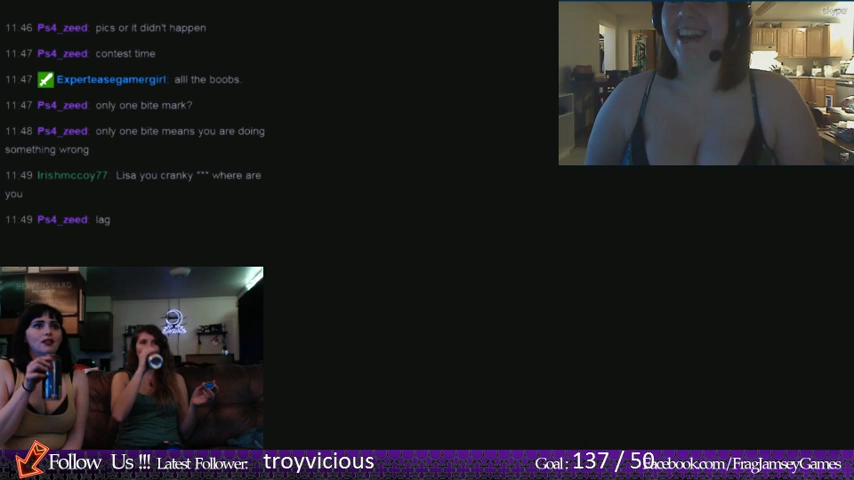 11:46 Ps4_zeed: pics or it didn't happen
11:47 Ps4_zeed: contest time
11:47 Experteasegamergirl: alll the boobs.
11:47 Ps4_zeed: only one bite mark?
11:48 Ps4_zeed: only one bite means you are doing
something wrong
11:49 Irishmccoy77: Lisa you cranky *** where are
you
11:49 Ps4_zeed: lag
skype
Follow Us !!! Latest Follower: troyvicious Goal: 137 / 50 Facebook.com/FragJamseyGames